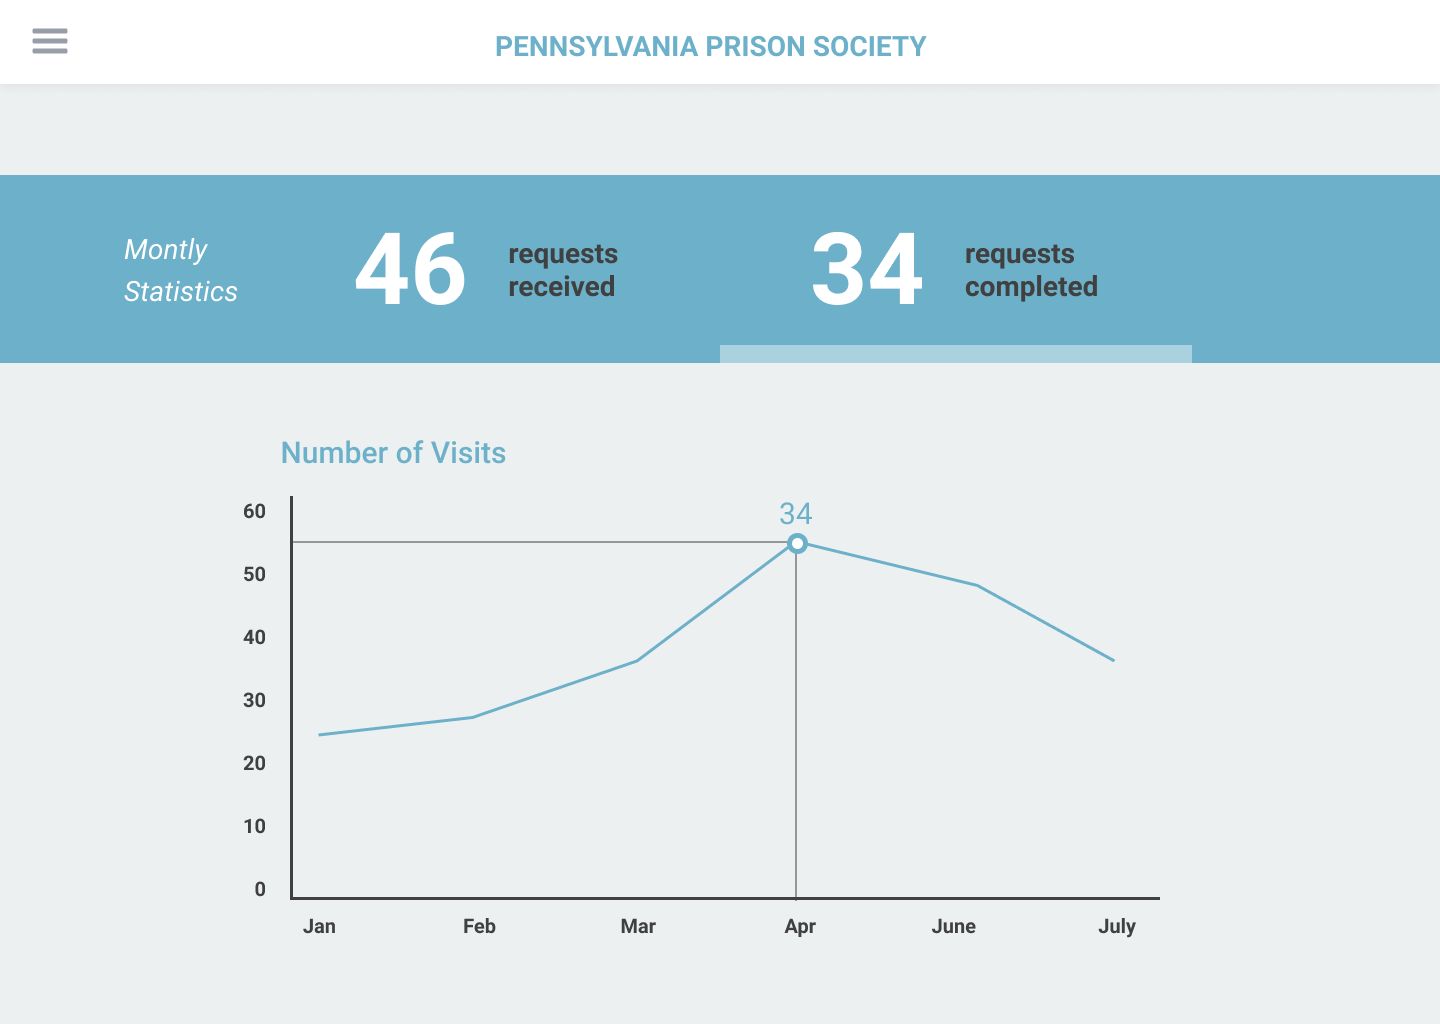 PENNSYLVANIA PRISON SOCIETY
Montly
Statistics
46
requests
received
34
requests
completed
Number of Visits
34
60
50
40
30
20
10
0
Jan Feb Mar Apr June July